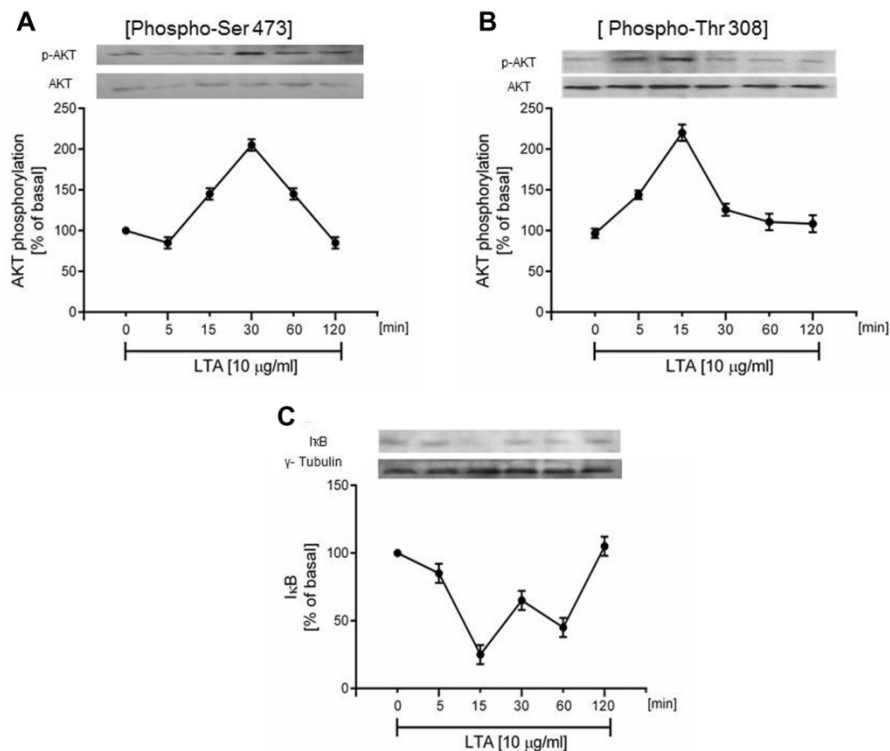 A
[Phospho-Ser 473]
p-AKT
AKT
AKT phosphorylation
[% of basal]
250
200
150
100
50
0
0 5 15 30 60 120 [min]
LTA [10 μg/ml]
B
[ Phospho-Thr 308]
p-AKT
AKT
AKT phosphorylation
[% of basal]
250
200
150
100
50
0
0 5 15 30 60 120 [min]
LTA [10 μg/ml]
C
IκB
γ- Tubulin
IκB
[% of basal]
150
100
50
0
0 5 15 30 60 120 [min]
LTA [10 μg/ml]